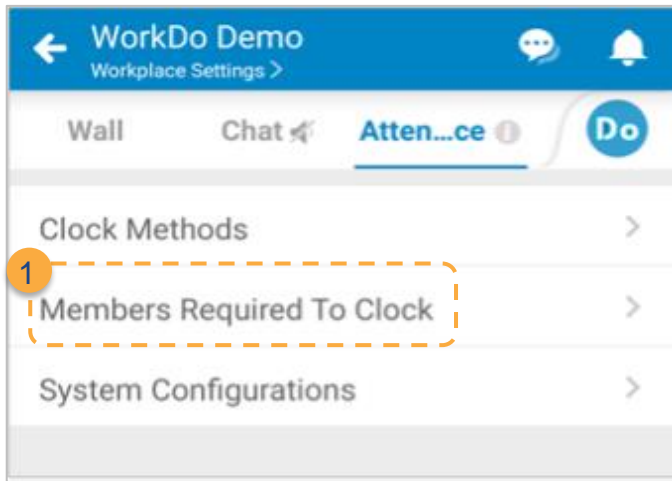 WorkDo Demo
Workplace Settings >
Wall
Chat
Atten...ce
Do
Clock Methods
1
Members Required To Clock
System Configurations